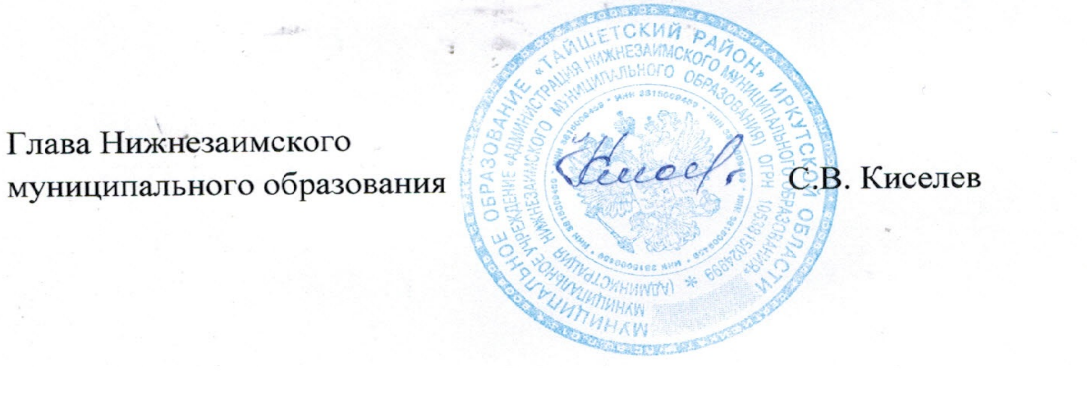 Глава Нижнезаимского
муниципального образования
С.В. Киселев
МУНИЦИПАЛЬНОЕ ОБРАЗОВАНИЕ «ТАЙШЕТСКИЙ РАЙОН» ИРКУТСКОЙ ОБЛАСТИ
МУНИЦИПАЛЬНОЕ УЧРЕЖДЕНИЕ «АДМИНИСТРАЦИЯ НИЖНЕЗАИМСКОГО МУНИЦИПАЛЬНОГО ОБРАЗОВАНИЯ»
(АДМИНИСТРАЦИЯ НИЖНЕЗАИМСКОГО МУНИЦИПАЛЬНОГО ОБРАЗОВАНИЯ) ОГРН